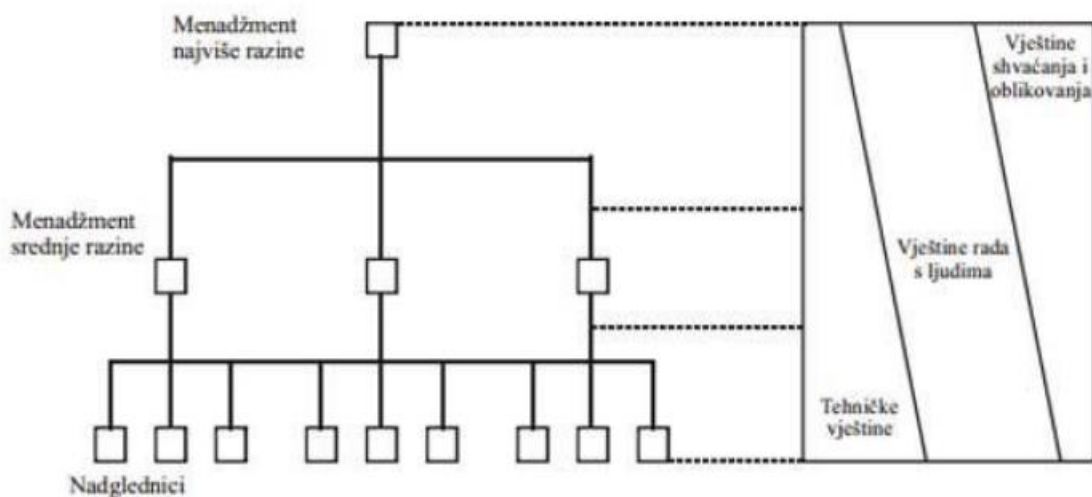 Menadžment
najviše razine
Vještine
shvaćanja i
oblikovanja
Menadžment
srednje razine
Vještine rada
s ljudima
Tehničke
vještine
Nadglednici